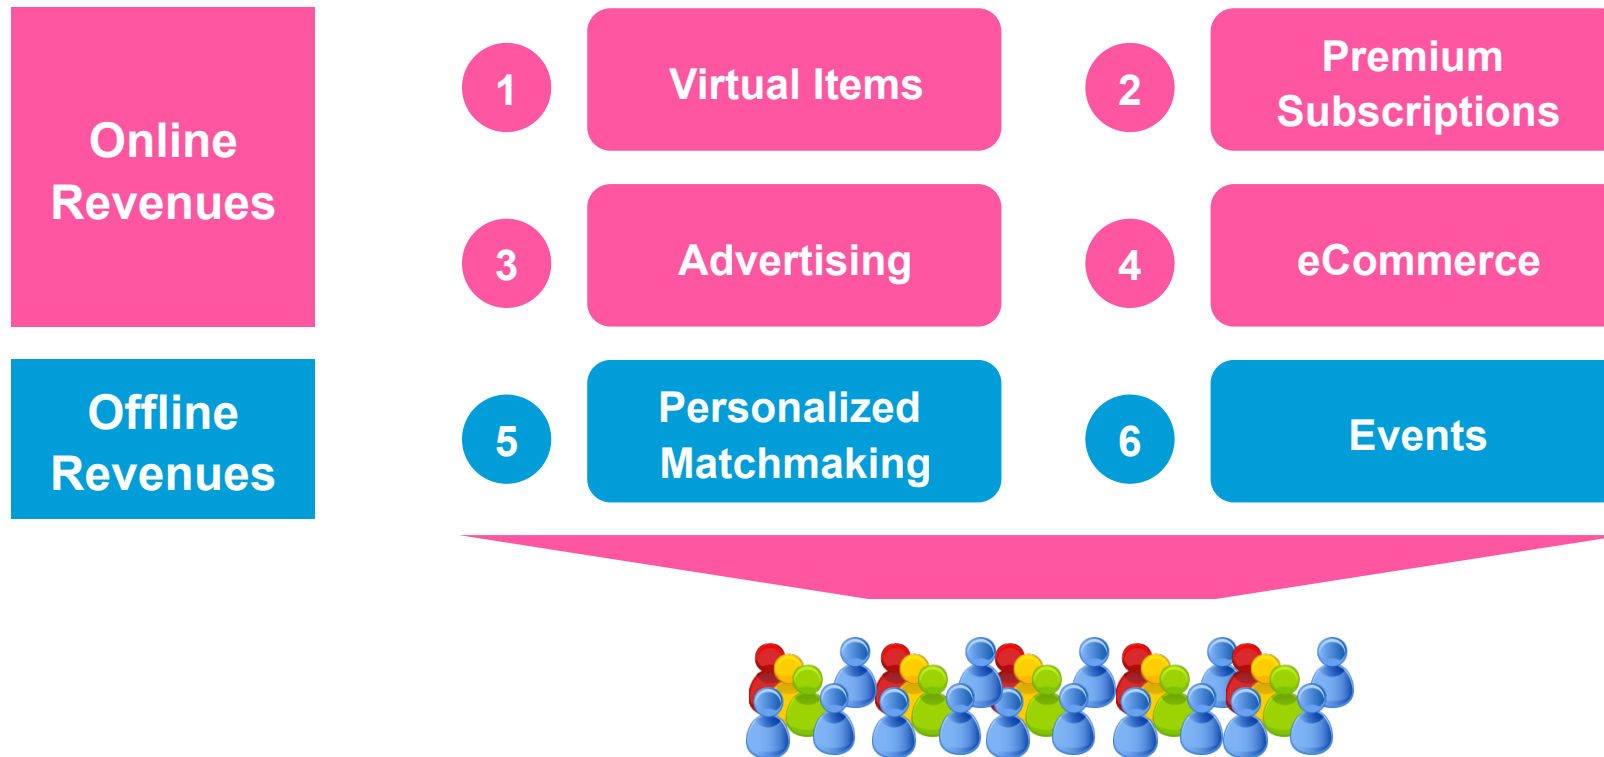 Online
Revenues
1
Virtual Items
2
Premium
Subscriptions
3
Advertising
4
eCommerce
Offline
Revenues
5
Personalized
Matchmaking
6
Events